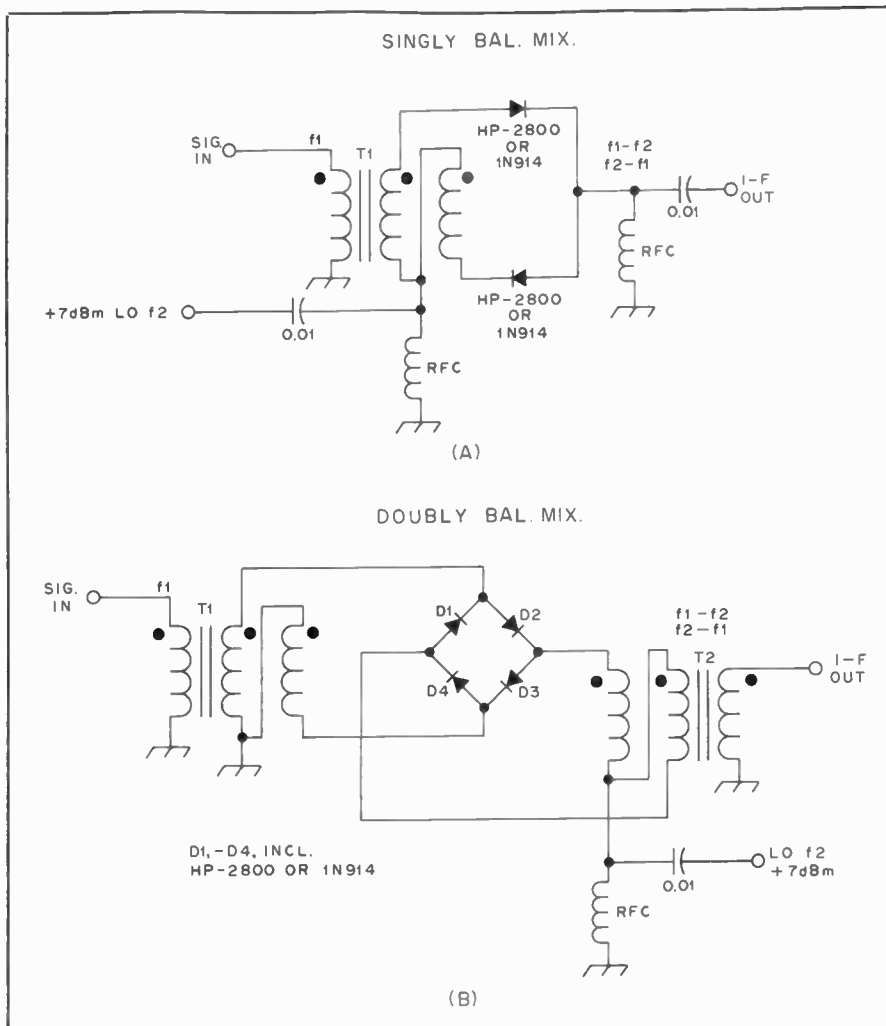 SINGLY BAL. MIX.
SIG.
IN
f1
T1
HP-2800
OR
1N914
f1-f2
f2-f1
0.01
I-F
OUT
RFC
HP-2800
OR
1N914
+7dBm LO f2
0.01
RFC
(A)
DOUBLY BAL. MIX.
SIG.
IN
f1
T1
D1
D2
D4
D3
f1-f2
f2-f1
T2
I-F
OUT
D1,-D4, INCL.
HP-2800 OR 1N914
0.01
LO f2
+7dBm
RFC
(B)